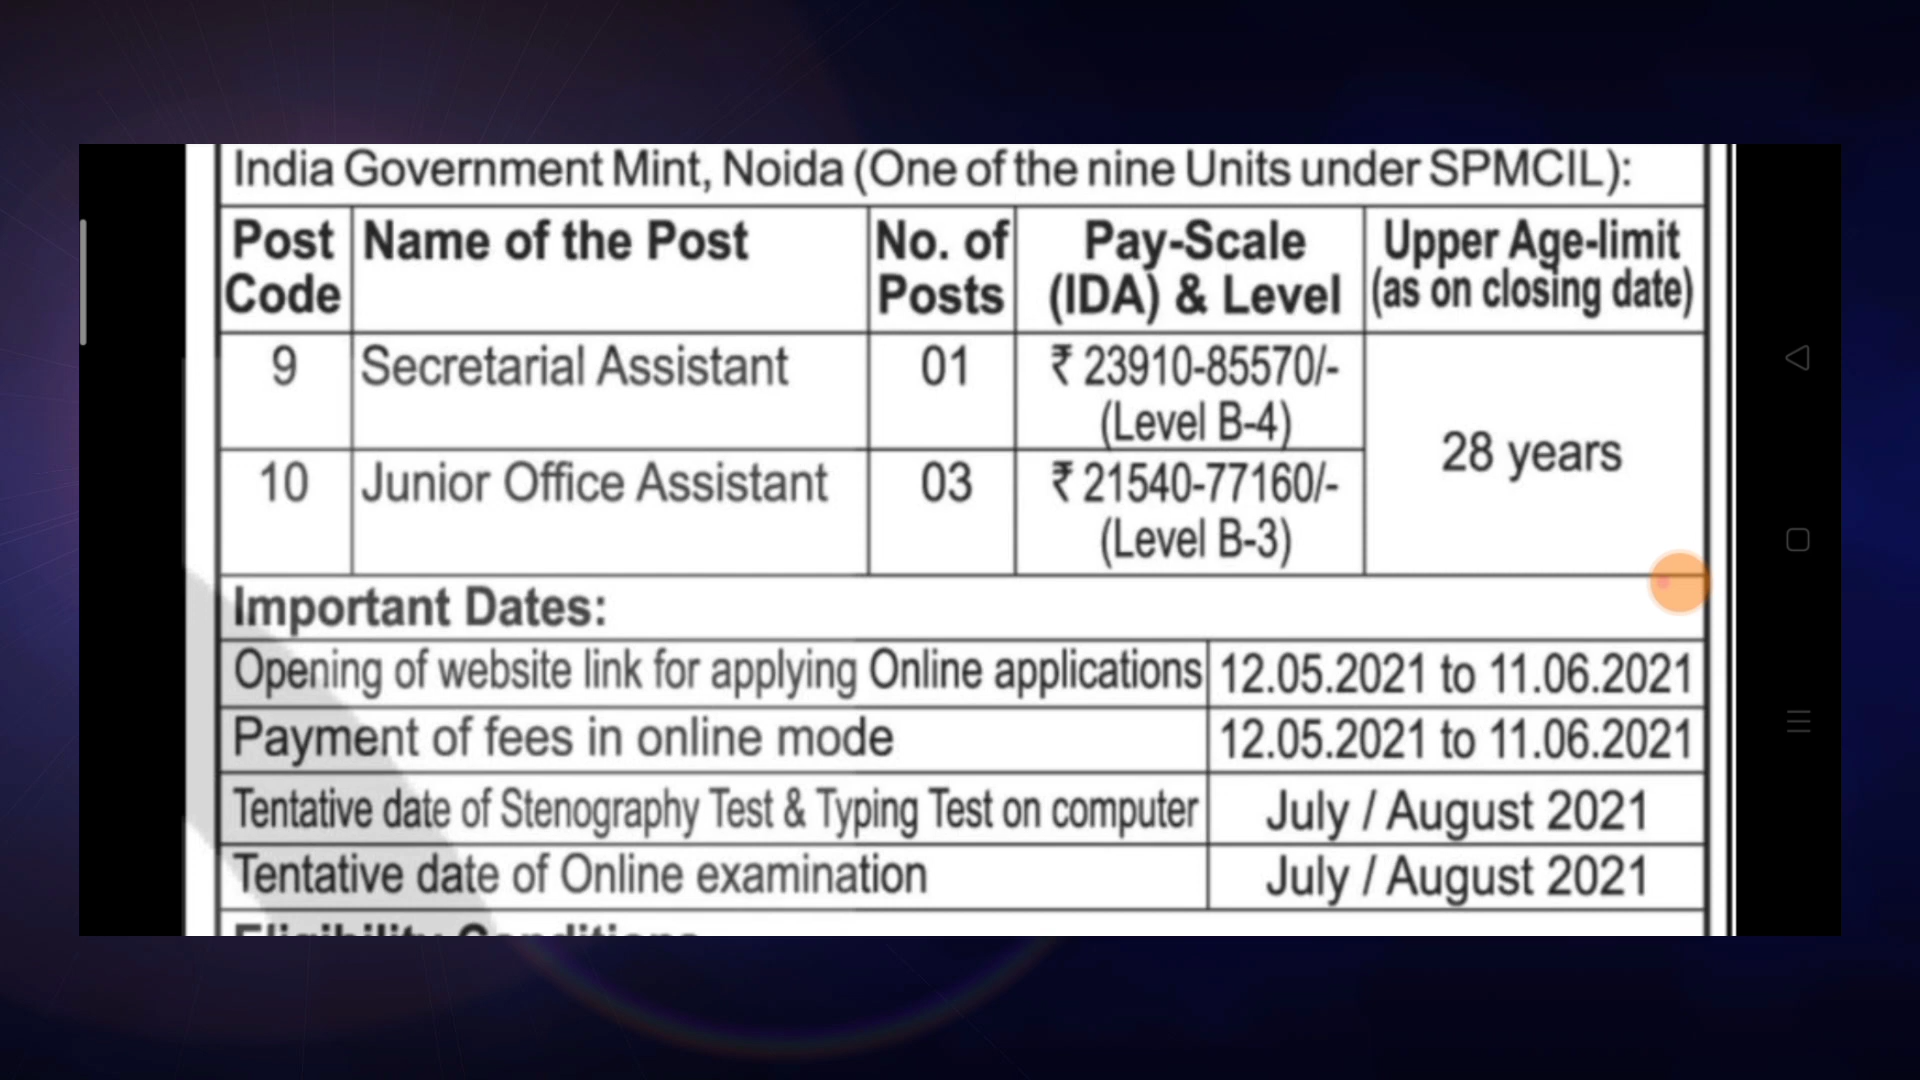 India Government Mint, Noida (One of the nine Units under SPMCIL):
Post Code Name of the Post No. of Posts Pay-Scale (IDA) & Level Upper Age-limit (as on closing date)
9 Secretarial Assistant 01 ₹ 23910-85570/- (Level B-4) 28 years
10 Junior Office Assistant 03 ₹ 21540-77160/- (Level B-3)
Important Dates:
Opening of website link for applying Online applications 12.05.2021 to 11.06.2021
Payment of fees in online mode 12.05.2021 to 11.06.2021
Tentative date of Stenography Test & Typing Test on computer July / August 2021
Tentative date of Online examination July / August 2021
Eligibility Conditions